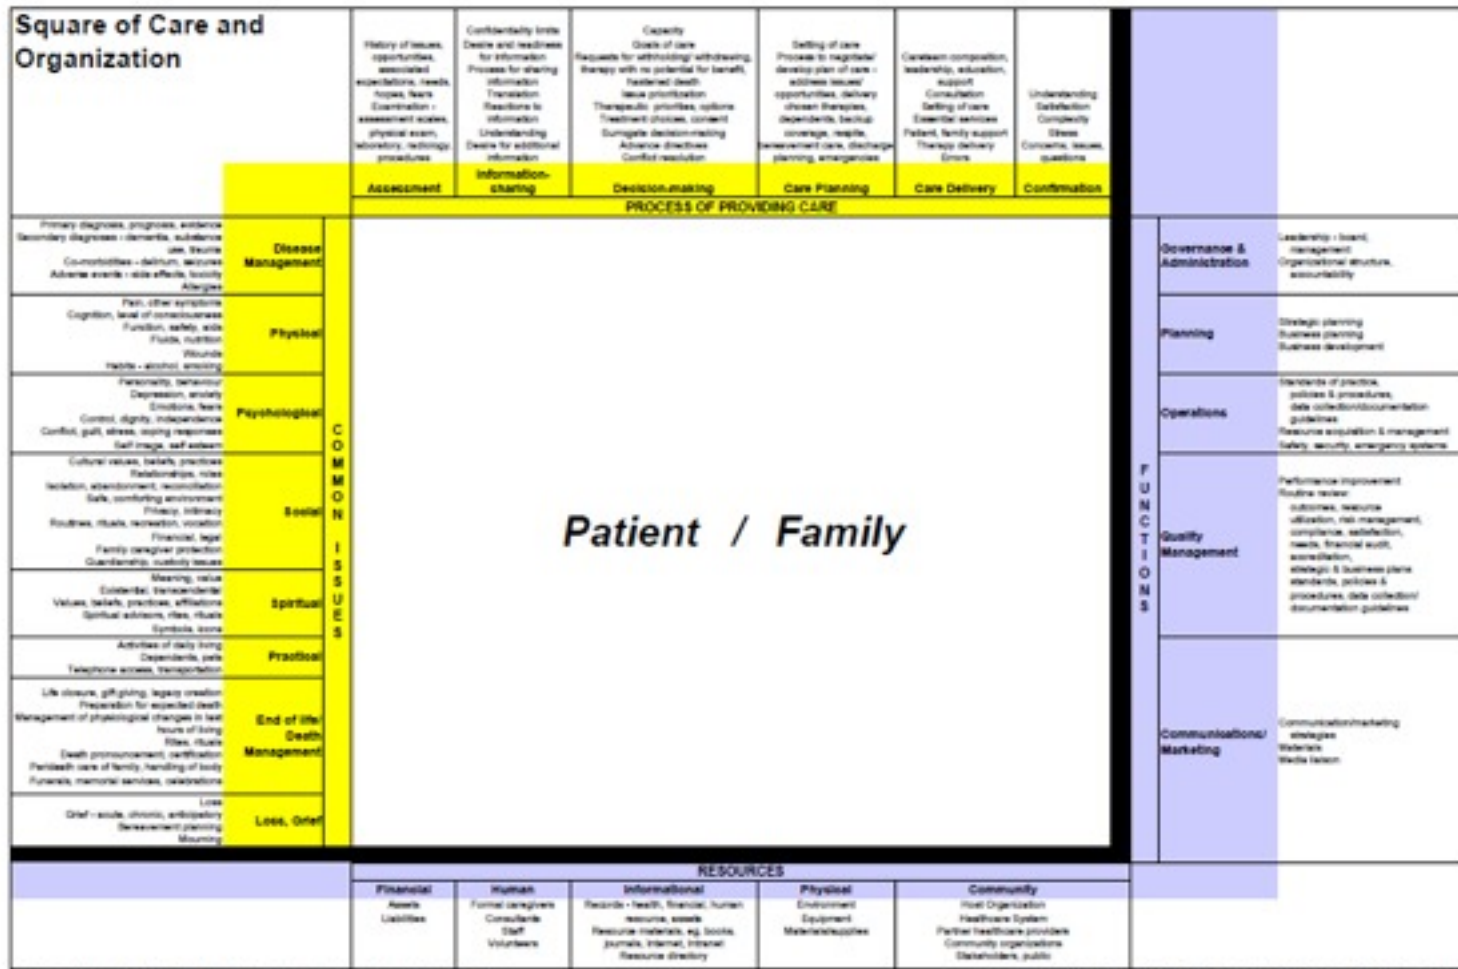 Square of Care and
Organization
History of issues,
opportunities,
associated
expectations, needs,
hopes, fears
Examination -
assessment scales,
physical exam,
laboratory, radiology,
procedures
Assessment
Confidentiality limits
Desire and readiness
for information
Process for sharing
information
Translation
Reactions to
information
Understanding
Desire for additional
information
Information-
sharing
Capacity
Goals of care
Requests for withholding/ withdrawing,
therapy with no potential for benefit,
hastened death
Issue prioritization
Therapeutic priorities, options
Treatment choices, consent
Surrogate decision-making
Advance directives
Conflict resolution
Decision-making
Setting of care
Process to negotiate/
develop plan of care -
address issues/
opportunities, delivery
chosen therapies,
dependents, backup
coverage, respite,
bereavement care, discharge
planning, emergencies
Care Planning
Careteam composition,
leadership, education,
support
Consultation
Setting of care
Essential services
Patient, family support
Therapy delivery
Errors
Care Delivery
Understanding
Satisfaction
Complexity
Stress
Concerns, issues,
questions
Confirmation
PROCESS OF PROVIDING CARE
COMMON ISSUES
Primary diagnosis, prognosis, evidence
Secondary diagnoses - dementia, substance
use, trauma
Co-morbidities - delirium, seizures
Adverse events - side effects, toxicity
Allergies
Disease
Management
Pain, other symptoms
Cognition, level of consciousness
Function, safety, aids
Fluids, nutrition
Wounds
Habits - alcohol, smoking
Physical
Personality, behaviour
Depression, anxiety
Emotions, fears
Control, dignity, independence
Conflict, guilt, stress, coping responses
Self image, self esteem
Psychological
Cultural values, beliefs, practices
Relationships, roles
Isolation, abandonment, reconciliation
Safe, comforting environment
Privacy, intimacy
Routines, rituals, recreation, vocation
Financial, legal
Family caregiver protection
Guardianship, custody issues
Social
Meaning, value
Existential, transcendental
Values, beliefs, practices, affiliations
Spiritual advisors, rites, rituals
Symbols, icons
Spiritual
Activities of daily living
Dependents, pets
Telephone access, transportation
Practical
Life closure, gift giving, legacy creation
Preparation for expected death
Management of physiological changes in last
hours of living
Rites, rituals
Death pronouncement, certification
Perideath care of family, handling of body
Funerals, memorial services, celebrations
End of life/
Death
Management
Loss
Grief - acute, chronic, anticipatory
Bereavement planning
Mourning
Loss, Grief
Patient / Family
FUNCTIONS
Governance &
Administration
Leadership - board,
management
Organizational structure,
accountability
Planning
Strategic planning
Business planning
Business development
Operations
Standards of practice,
policies & procedures,
data collection/documentation
guidelines
Resource acquisition & management
Safety, security, emergency systems
Quality
Management
Performance improvement
Routine review:
outcomes, resource
utilization, risk management,
compliance, satisfaction,
needs, financial audit,
accreditation,
strategic & business plans
standards, policies &
procedures, data collection/
documentation guidelines
Communications/
Marketing
Communication/marketing
strategies
Materials
Media liaison
RESOURCES
Financial
Assets
Liabilities
Human
Formal caregivers
Consultants
Staff
Volunteers
Informational
Records - health, financial, human
resource, assets
Resource materials, eg. books,
journals, Internet, Intranet
Resource directory
Physical
Environment
Equipment
Materials/supplies
Community
Host Organization
Healthcare System
Partner healthcare providers
Community organizations
Stakeholders, public